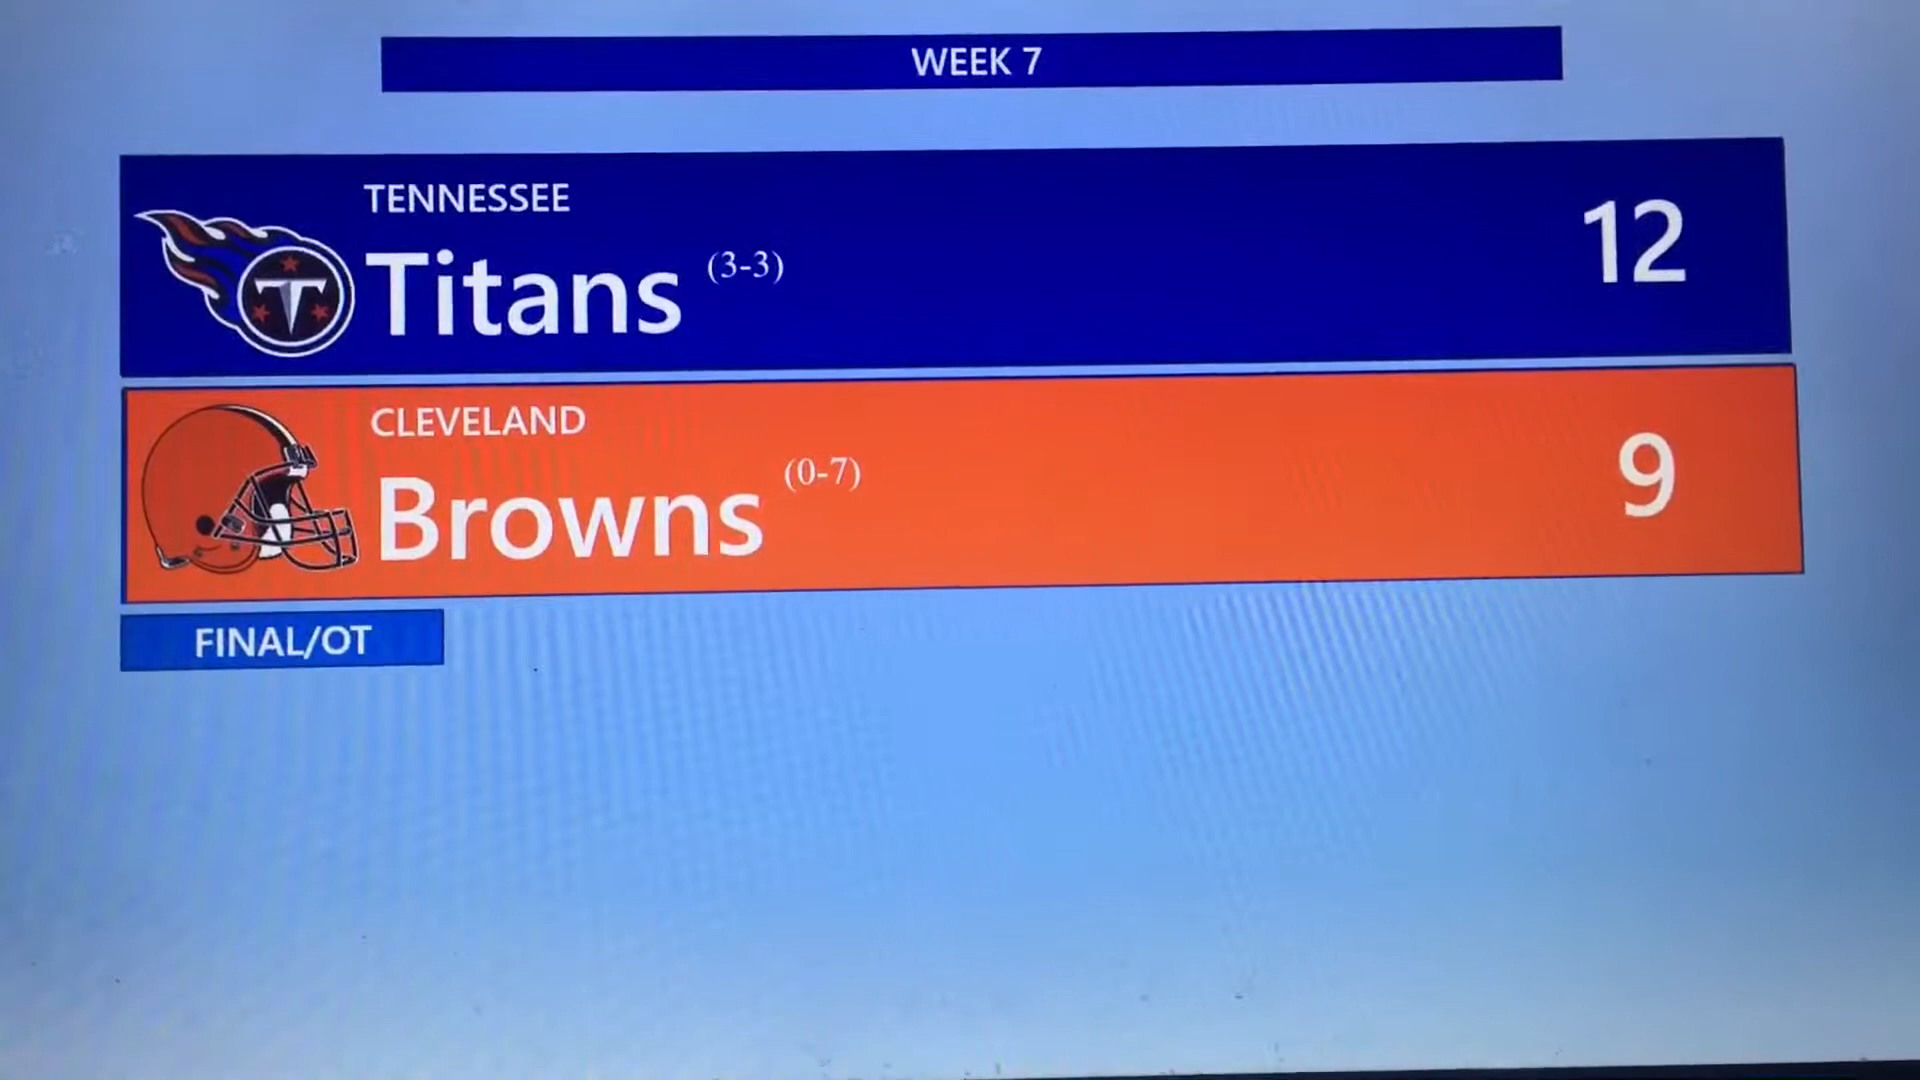 WEEK 7
TENNESSEE
Titans (3-3)
12
T
CLEVELAND
Browns (0-7)
9
FINAL/OT